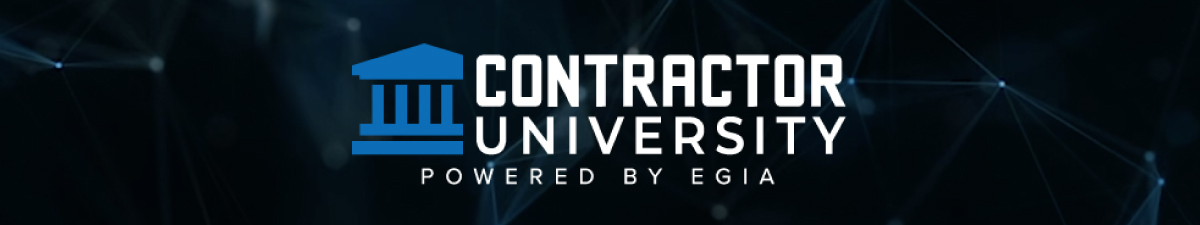 CONTRACTOR
UNIVERSITY
POWERED BY EGIA